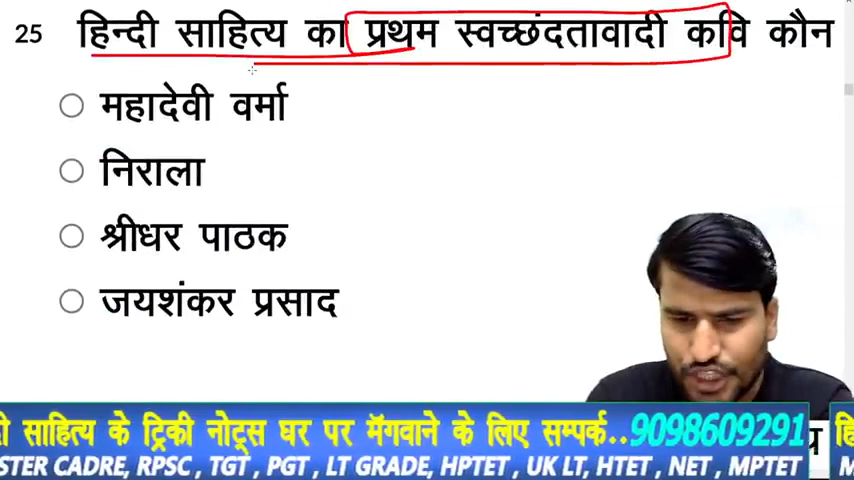 25 हिन्दी साहित्य का प्रथम स्वच्छंदतावादी कवि कौन
महादेवी वर्मा
निराला
श्रीधर पाठक
जयशंकर प्रसाद
साहित्य के ट्रिकी नोट्स घर पर मँगवाने के लिए सम्पर्क..9098609291
CADRE, RPSC , TGT , PGT , LT GRADE, HPTET , UK LT, HTET , NET , MPTET